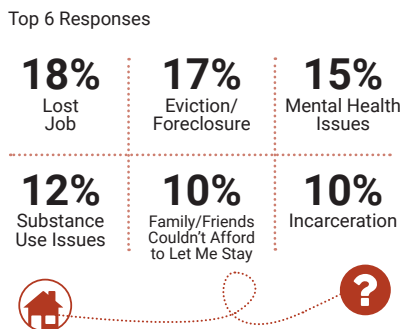 Top 6 Responses
18%
Lost
Job
17%
Eviction/
Foreclosure
15%
Mental Health
Issues
12%
Substance
Use Issues
10%
Family/Friends
Couldn't Afford
to Let Me Stay
10%
Incarceration
?